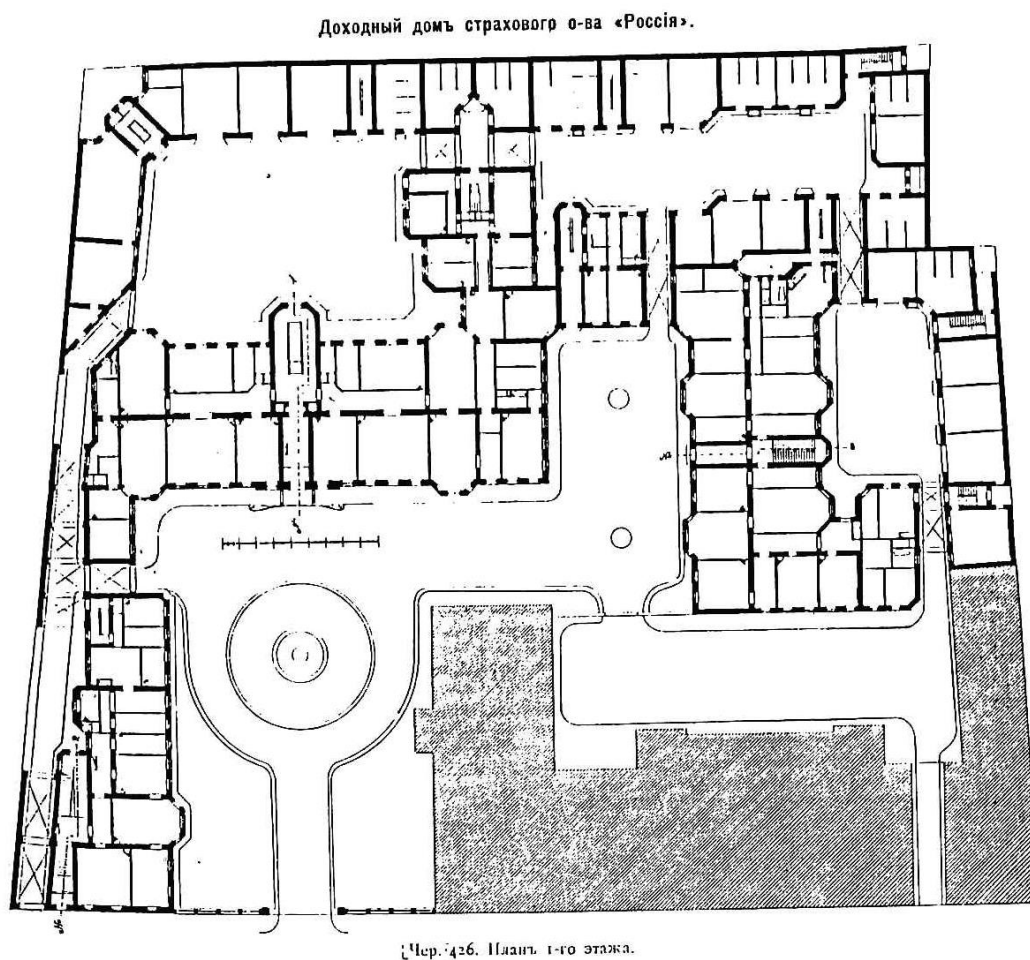 Доходный домъ страхового о-ва «Россія».
Чер. 426. Планъ 1-го этажа.